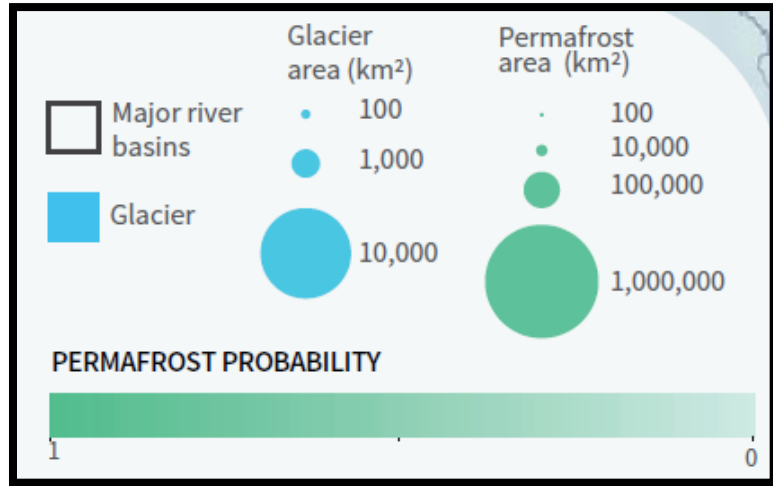 Glacier
area (km²)
100
1,000
10,000
Permafrost
area (km²)
100
10,000
100,000
1,000,000
Major river
basins
Glacier
PERMAFROST PROBABILITY
1
0